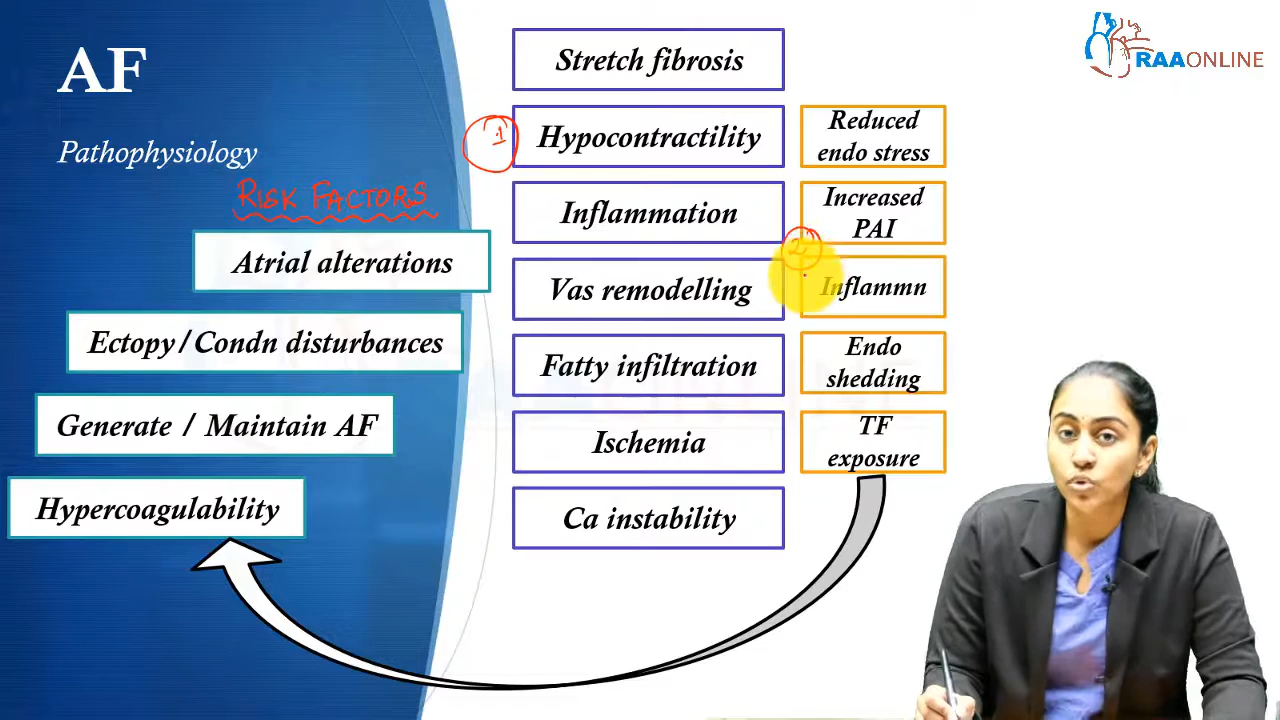 AF
Pathophysiology
RISK FACTORS
Atrial alterations
Ectopy/Condn disturbances
Generate / Maintain AF
Hypercoagulability
Stretch fibrosis
1
Hypocontractility
Inflammation
Vas remodelling
Fatty infiltration
Ischemia
Ca instability
Reduced
endo stress
Increased
PAI
2
Inflammn
Endo
shedding
TF
exposure
RAAONLINE